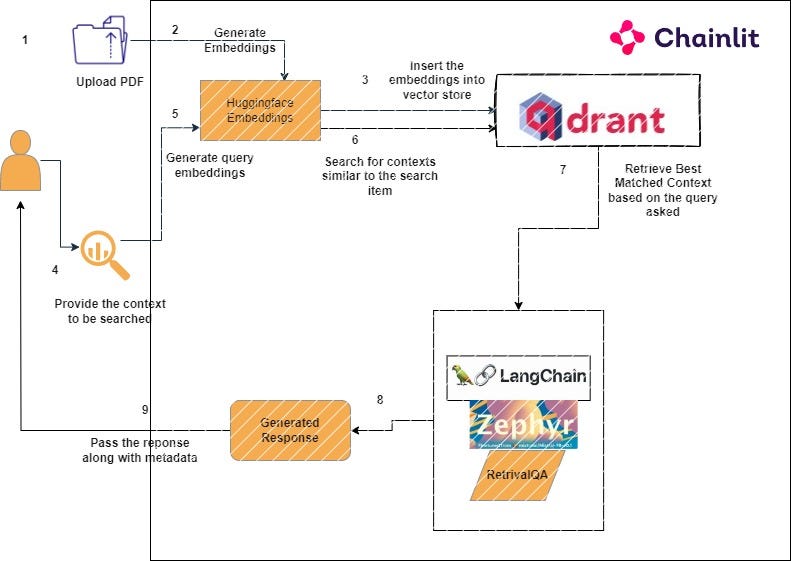 1
Upload PDF
2
Generate
Embeddings
Chainlit
Huggingface
Embeddings
3
Insert the
embeddings into
vector store
qdrant
5
Generate query
embeddings
6
Search for contexts
similar to the search
item
7
Retrieve Best
Matched Context
based on the query
asked
4
Provide the context
to be searched
LangChain
Zephyr
RetrivalQA
8
Generated
Response
9
Pass the reponse
along with metadata